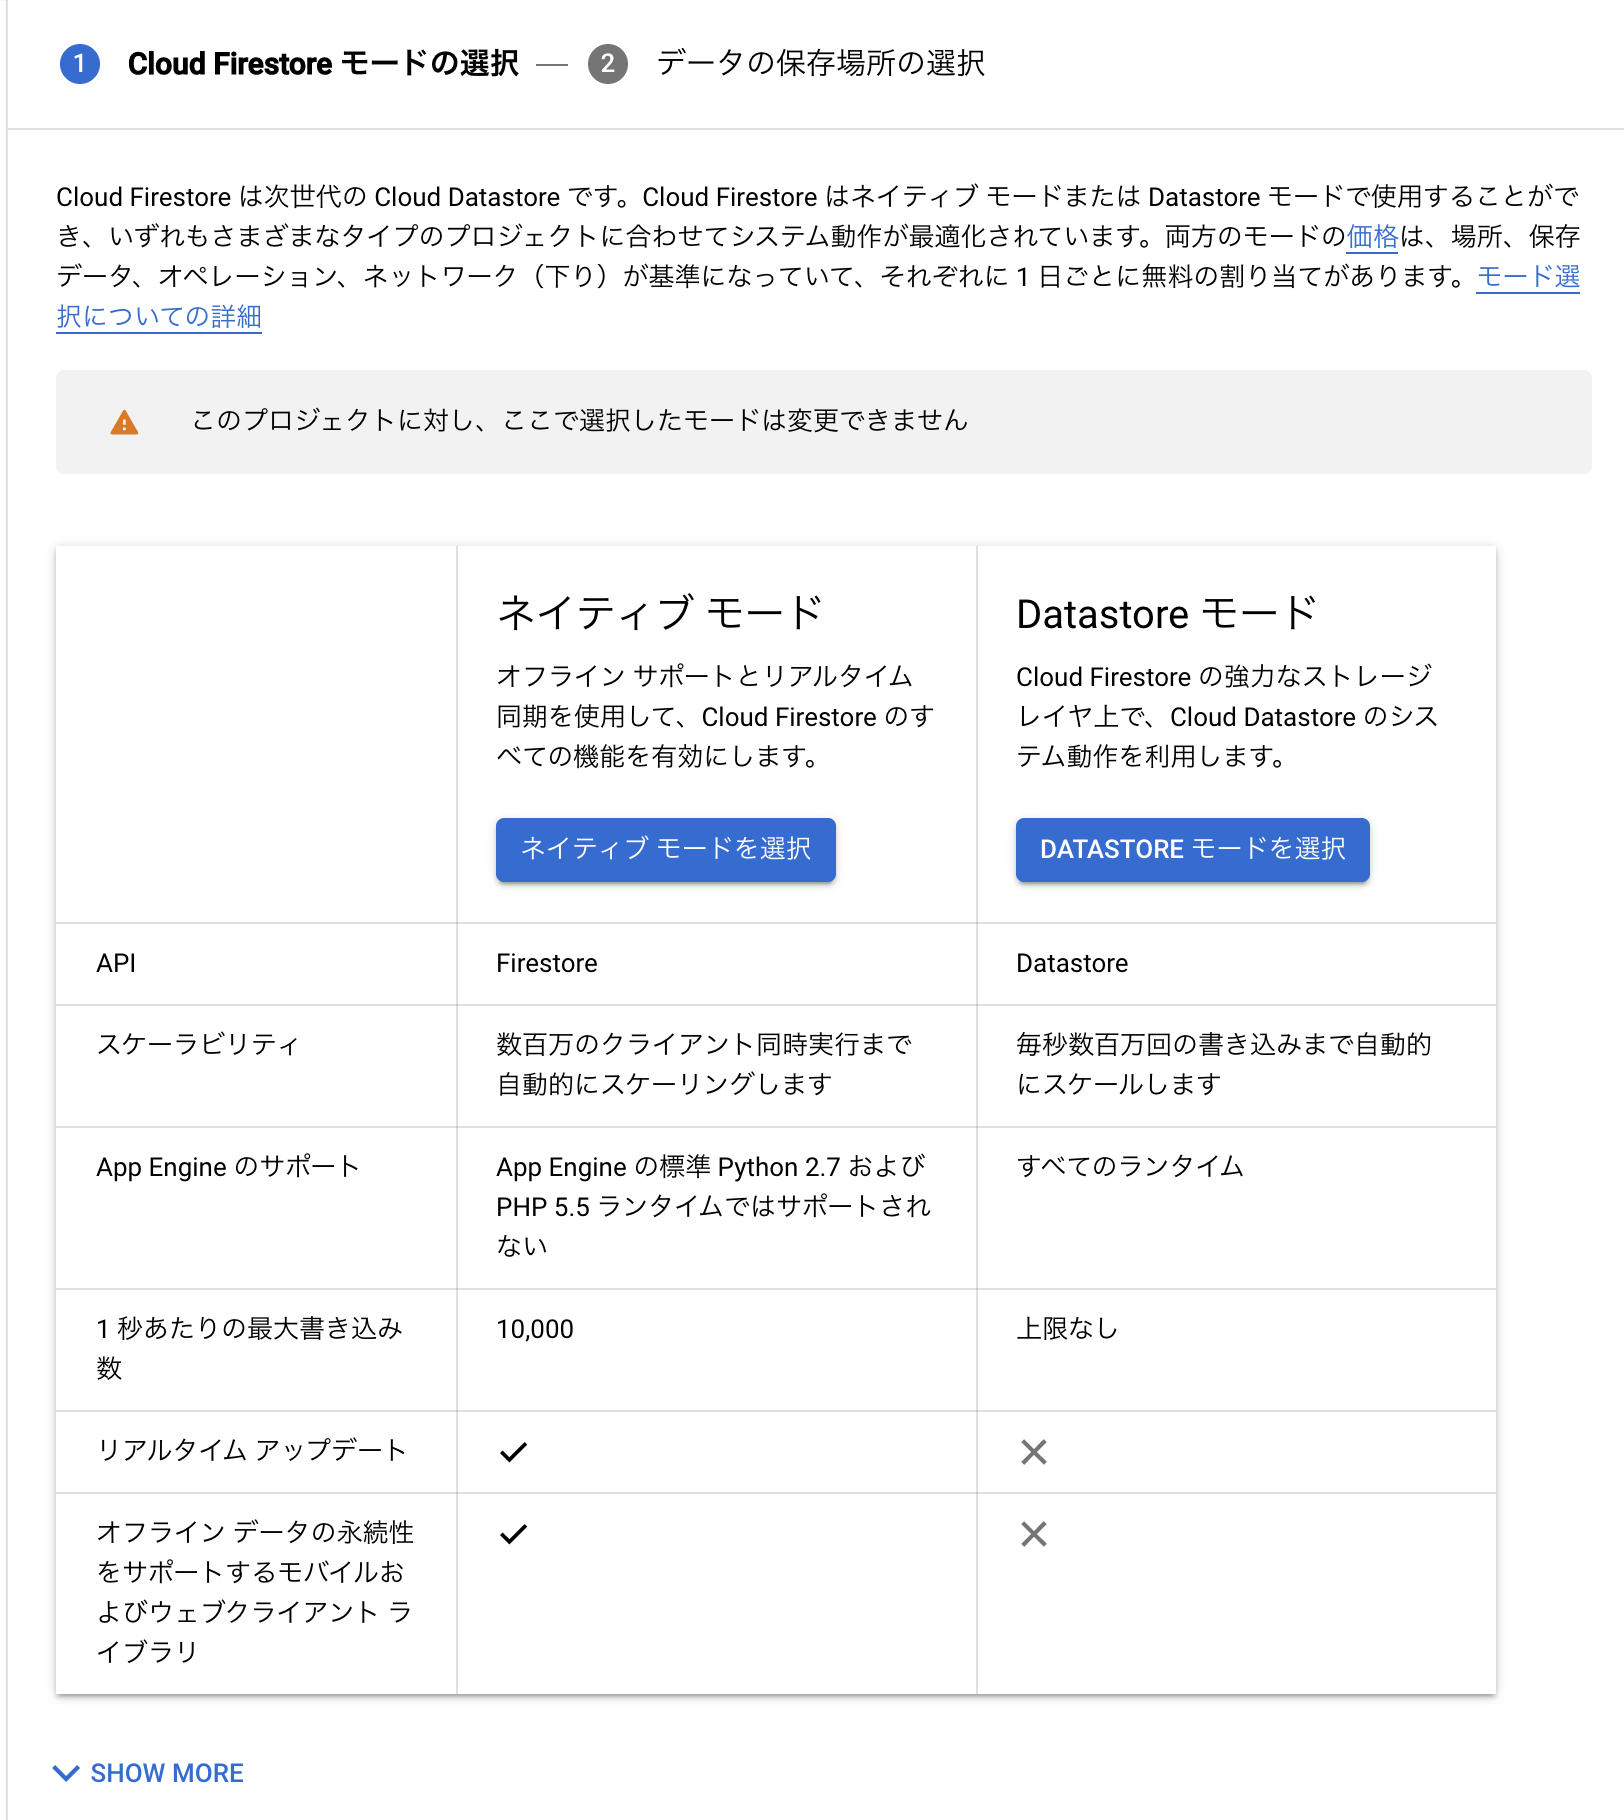 1 Cloud Firestore モードの選択 — 2 データの保存場所の選択
Cloud Firestore は次世代の Cloud Datastore です。Cloud Firestore はネイティブ モードまたは Datastore モードで使用することがで
き、いずれもさまざまなタイプのプロジェクトに合わせてシステム動作が最適化されています。両方のモードの価格は、場所、保存
データ、オペレーション、ネットワーク（下り）が基準になっていて、それぞれに 1 日ごとに無料の割り当てがあります。モード選
択についての詳細
このプロジェクトに対し、ここで選択したモードは変更できません
ネイティブ モード
オフライン サポートとリアルタイム
同期を使用して、Cloud Firestore のす
べての機能を有効にします。
ネイティブ モードを選択
Datastore モード
Cloud Firestore の強力なストレージ
レイヤ上で、Cloud Datastore のシス
テム動作を利用します。
DATASTORE モードを選択
API
Firestore
Datastore
スケーラビリティ
数百万のクライアント同時実行まで
自動的にスケーリングします
毎秒数百万回の書き込みまで自動的
にスケールします
App Engine のサポート
App Engine の標準 Python 2.7 および
PHP 5.5 ランタイムではサポートされ
ない
すべてのランタイム
1 秒あたりの最大書き込み
数
10,000
上限なし
リアルタイム アップデート
オフライン データの永続性
をサポートするモバイルお
よびウェブクライアント ラ
イブラリ
SHOW MORE